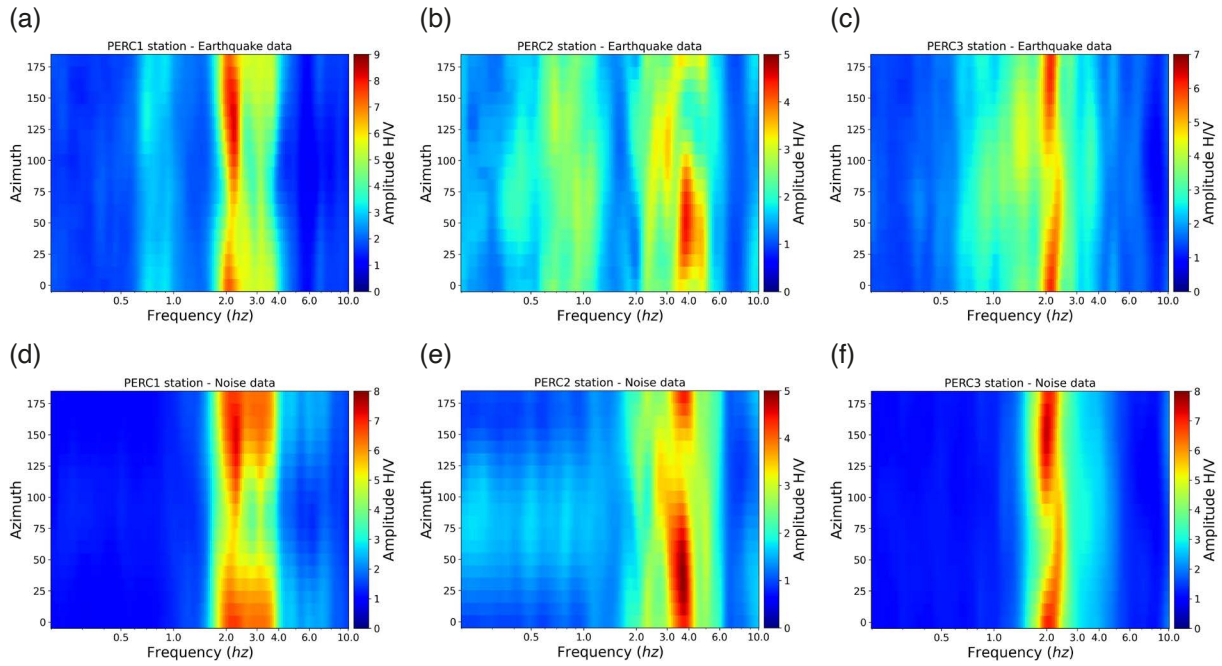 (a)
PERC1 station - Earthquake data
175
150
125
100
75
50
25
0
Azimuth
0.5 1.0 2.0 3.0 4.0 6.0 10.0
Frequency (hz)
9
8
7
6
5
4
3
2
1
0
Amplitude H/V
(b)
PERC2 station - Earthquake data
175
150
125
100
75
50
25
0
Azimuth
0.5 1.0 2.0 3.0 4.0 6.0 10.0
Frequency (hz)
5
4
3
2
1
0
Amplitude H/V
(c)
PERC3 station - Earthquake data
175
150
125
100
75
50
25
0
Azimuth
0.5 1.0 2.0 3.0 4.0 6.0 10.0
Frequency (hz)
7
6
5
4
3
2
1
0
Amplitude H/V
(d)
PERC1 station - Noise data
175
150
125
100
75
50
25
0
Azimuth
0.5 1.0 2.0 3.0 4.0 6.0 10.0
Frequency (hz)
8
7
6
5
4
3
2
1
0
Amplitude H/V
(e)
PERC2 station - Noise data
175
150
125
100
75
50
25
0
Azimuth
0.5 1.0 2.0 3.0 4.0 6.0 10.0
Frequency (hz)
5
4
3
2
1
0
Amplitude H/V
(f)
PERC3 station - Noise data
175
150
125
100
75
50
25
0
Azimuth
0.5 1.0 2.0 3.0 4.0 6.0 10.0
Frequency (hz)
8
7
6
5
4
3
2
1
0
Amplitude H/V